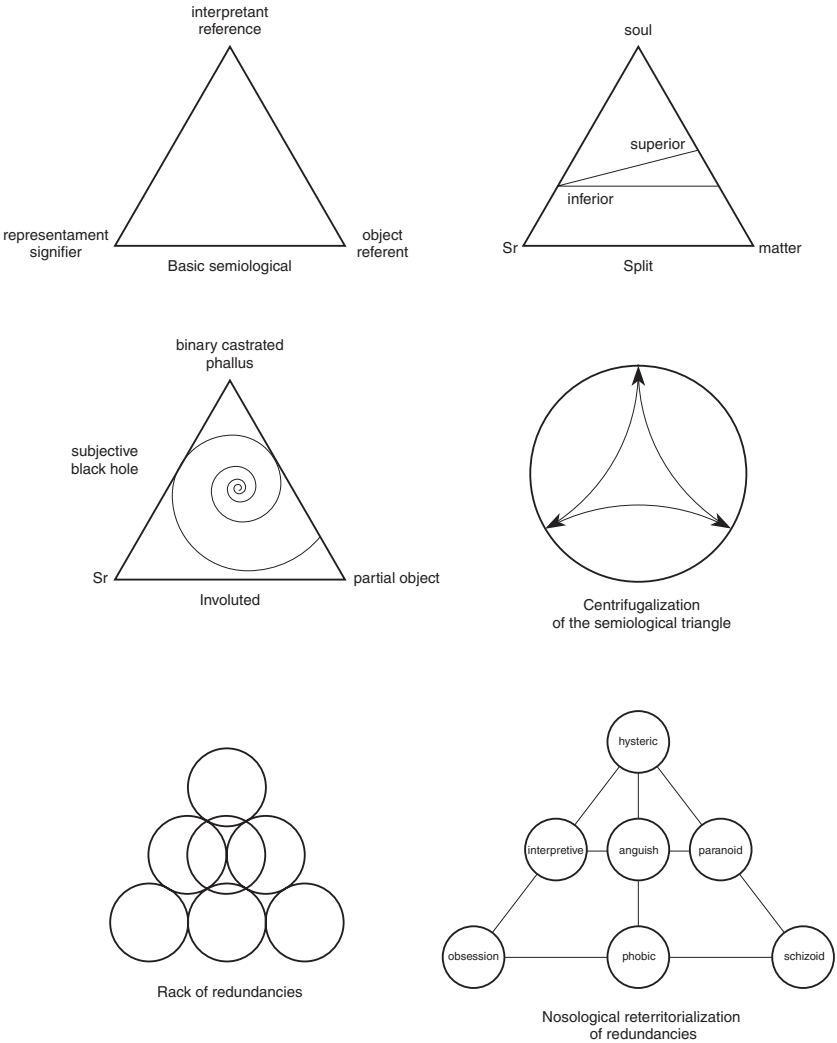 interpretant
reference
representament
signifier
object
referent
Basic semiological
soul
superior
inferior
Sr
matter
Split
binary castrated
phallus
subjective
black hole
Sr
partial object
Involuted
Centrifugalization
of the semiological triangle
Rack of redundancies
hysteric
interpretive
anguish
paranoid
obsession
phobic
schizoid
Nosological reterritorialization
of redundancies